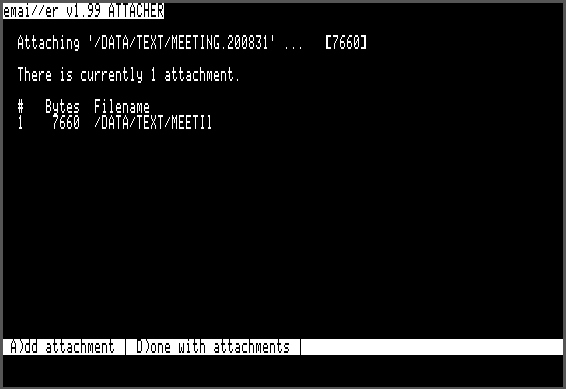 emai//er v1.99 ATTACHER
Attaching '/DATA/TEXT/MEETING.200831' ... [7660]
There is currently 1 attachment.
# Bytes Filename
1 7660 /DATA/TEXT/MEETI1
A)dd attachment | D)one with attachments |